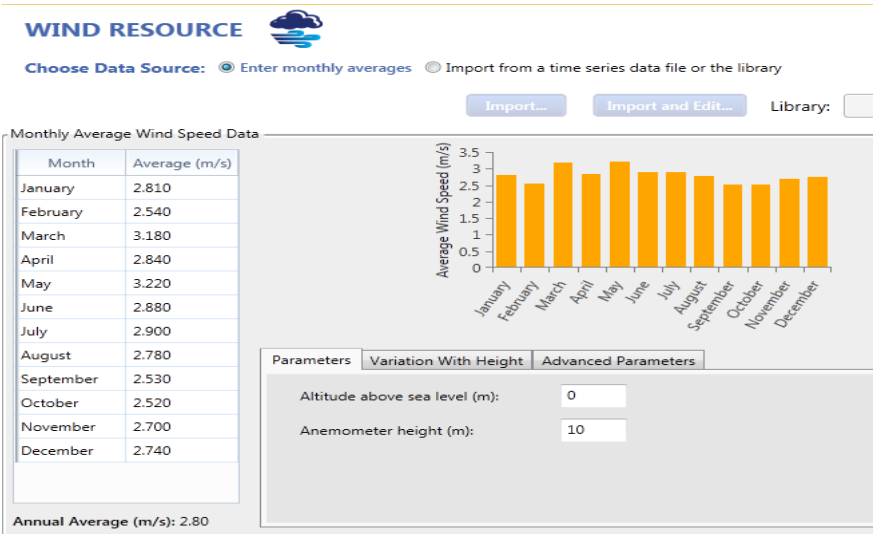 WIND RESOURCE
Choose Data Source: Enter monthly averages Import from a time series data file or the library
Import... Import and Edit... Library:
Monthly Average Wind Speed Data
Month Average (m/s)
January 2.810
February 2.540
March 3.180
April 2.840
May 3.220
June 2.880
July 2.900
August 2.780
September 2.530
October 2.520
November 2.700
December 2.740
Annual Average (m/s): 2.80
Average Wind Speed (m/s)
3.5
3
2.5
2
1.5
1
0.5
0
January February March April May June July August September October November December
Parameters Variation With Height Advanced Parameters
Altitude above sea level (m): 0
Anemometer height (m): 10